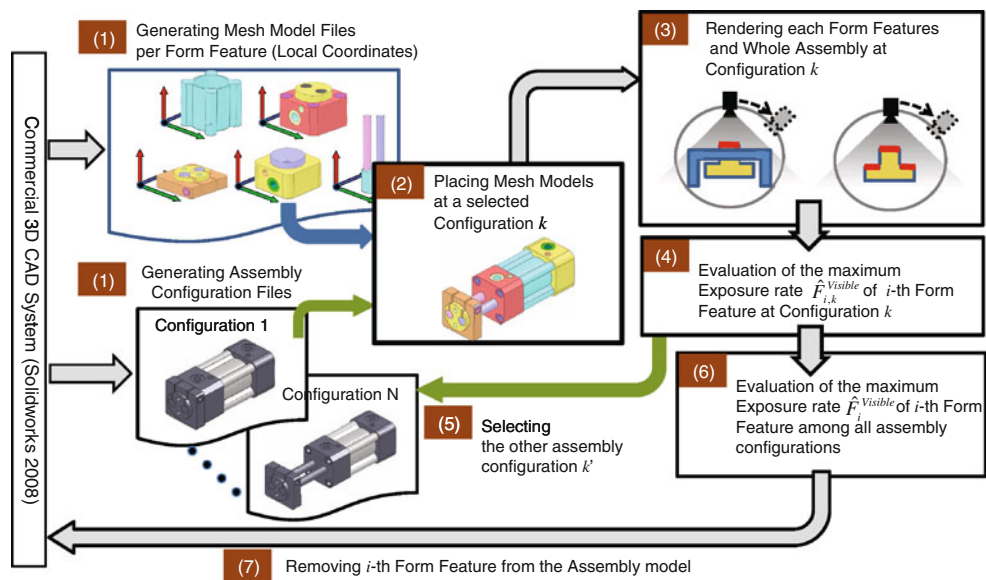 Commercial 3D CAD System (Solidworks 2008)
(1)
Generating Mesh Model Files
per Form Feature (Local Coordinates)
(1)
Generating Assembly
Configuration Files
Configuration 1
Configuration N
(2)
Placing Mesh Models
at a selected
Configuration k
(3)
Rendering each Form Features
and Whole Assembly at
Configuration k
(4)
Evaluation of the maximum
Exposure rate F̂ᵢ,ₖ^Visible of i-th Form
Feature at Configuration k
(5)
Selecting
the other assembly
configuration k'
(6)
Evaluation of the maximum
Exposure rate F̂ᵢ^Visible of i-th Form
Feature among all assembly
configurations
(7)
Removing i-th Form Feature from the Assembly model